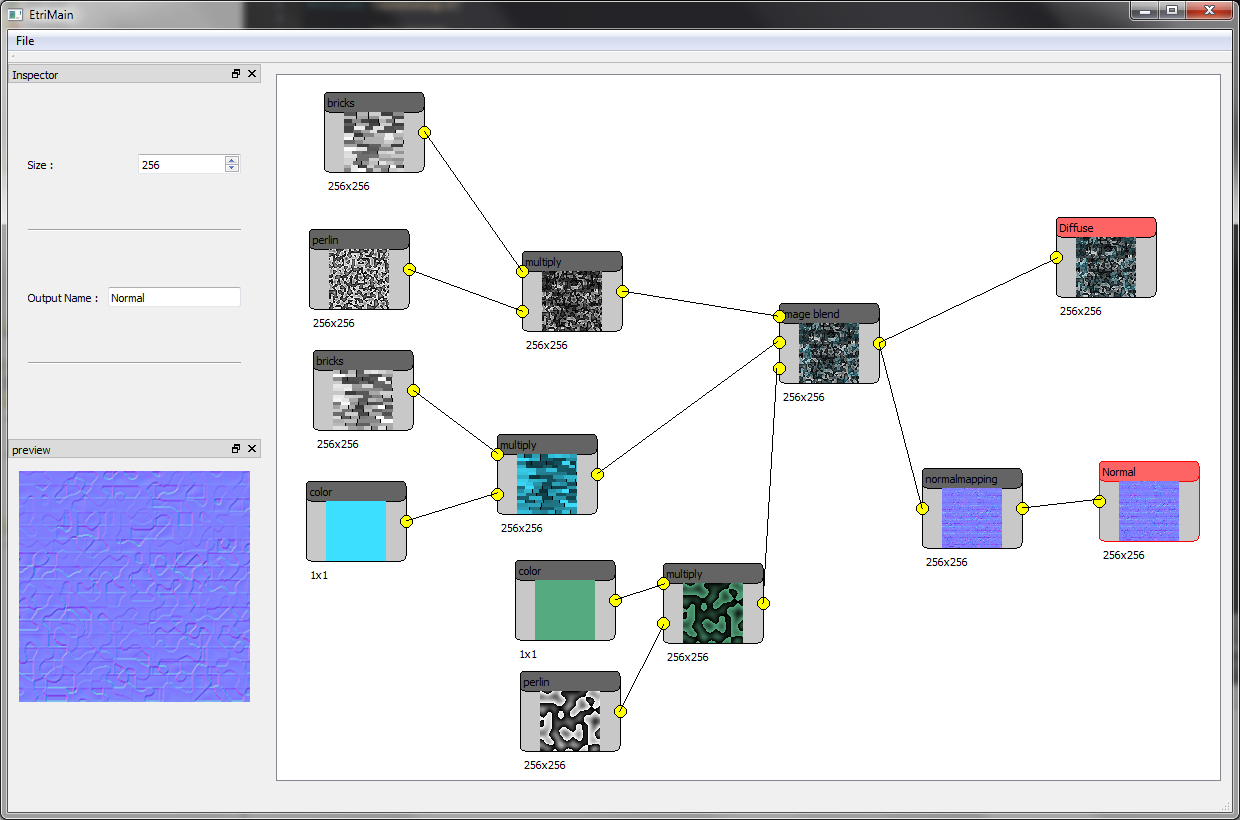 EtriMain
File
Inspector
Size :
256
Output Name :
Normal
preview
bricks
256x256
perlin
256x256
multiply
256x256
bricks
256x256
color
1x1
multiply
256x256
color
1x1
perlin
256x256
multiply
256x256
mage blend
256x256
Diffuse
256x256
normalmapping
256x256
Normal
256x256